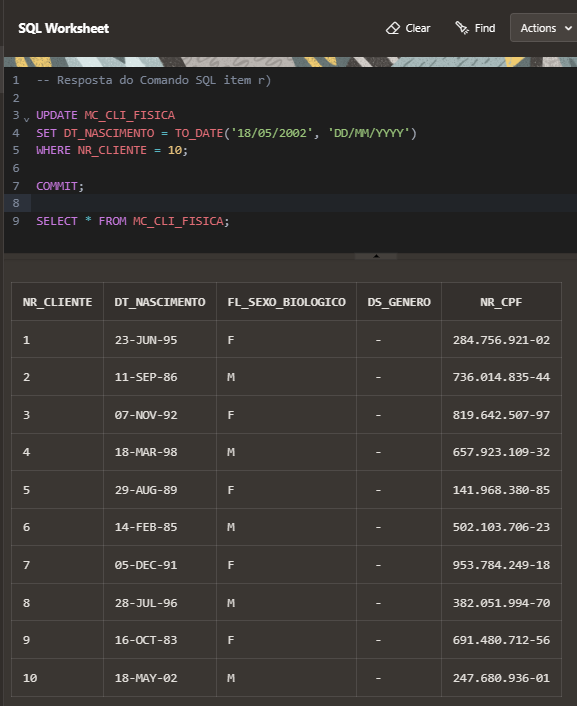 SQL Worksheet Clear Find Actions
1 -- Resposta do Comando SQL item r)
2
3 UPDATE MC_CLI_FISICA
4 SET DT_NASCIMENTO = TO_DATE('18/05/2002', 'DD/MM/YYYY')
5 WHERE NR_CLIENTE = 10;
6
7 COMMIT;
8
9 SELECT * FROM MC_CLI_FISICA;
NR_CLIENTE DT_NASCIMENTO FL_SEXO_BIOLOGICO DS_GENERO NR_CPF
1 23-JUN-95 F - 284.756.921-02
2 11-SEP-86 M - 736.014.835-44
3 07-NOV-92 F - 819.642.507-97
4 18-MAR-98 M - 657.923.109-32
5 29-AUG-89 F - 141.968.380-85
6 14-FEB-85 M - 502.103.706-23
7 05-DEC-91 F - 953.784.249-18
8 28-JUL-96 M - 382.051.994-70
9 16-OCT-83 F - 691.480.712-56
10 18-MAY-02 M - 247.680.936-01